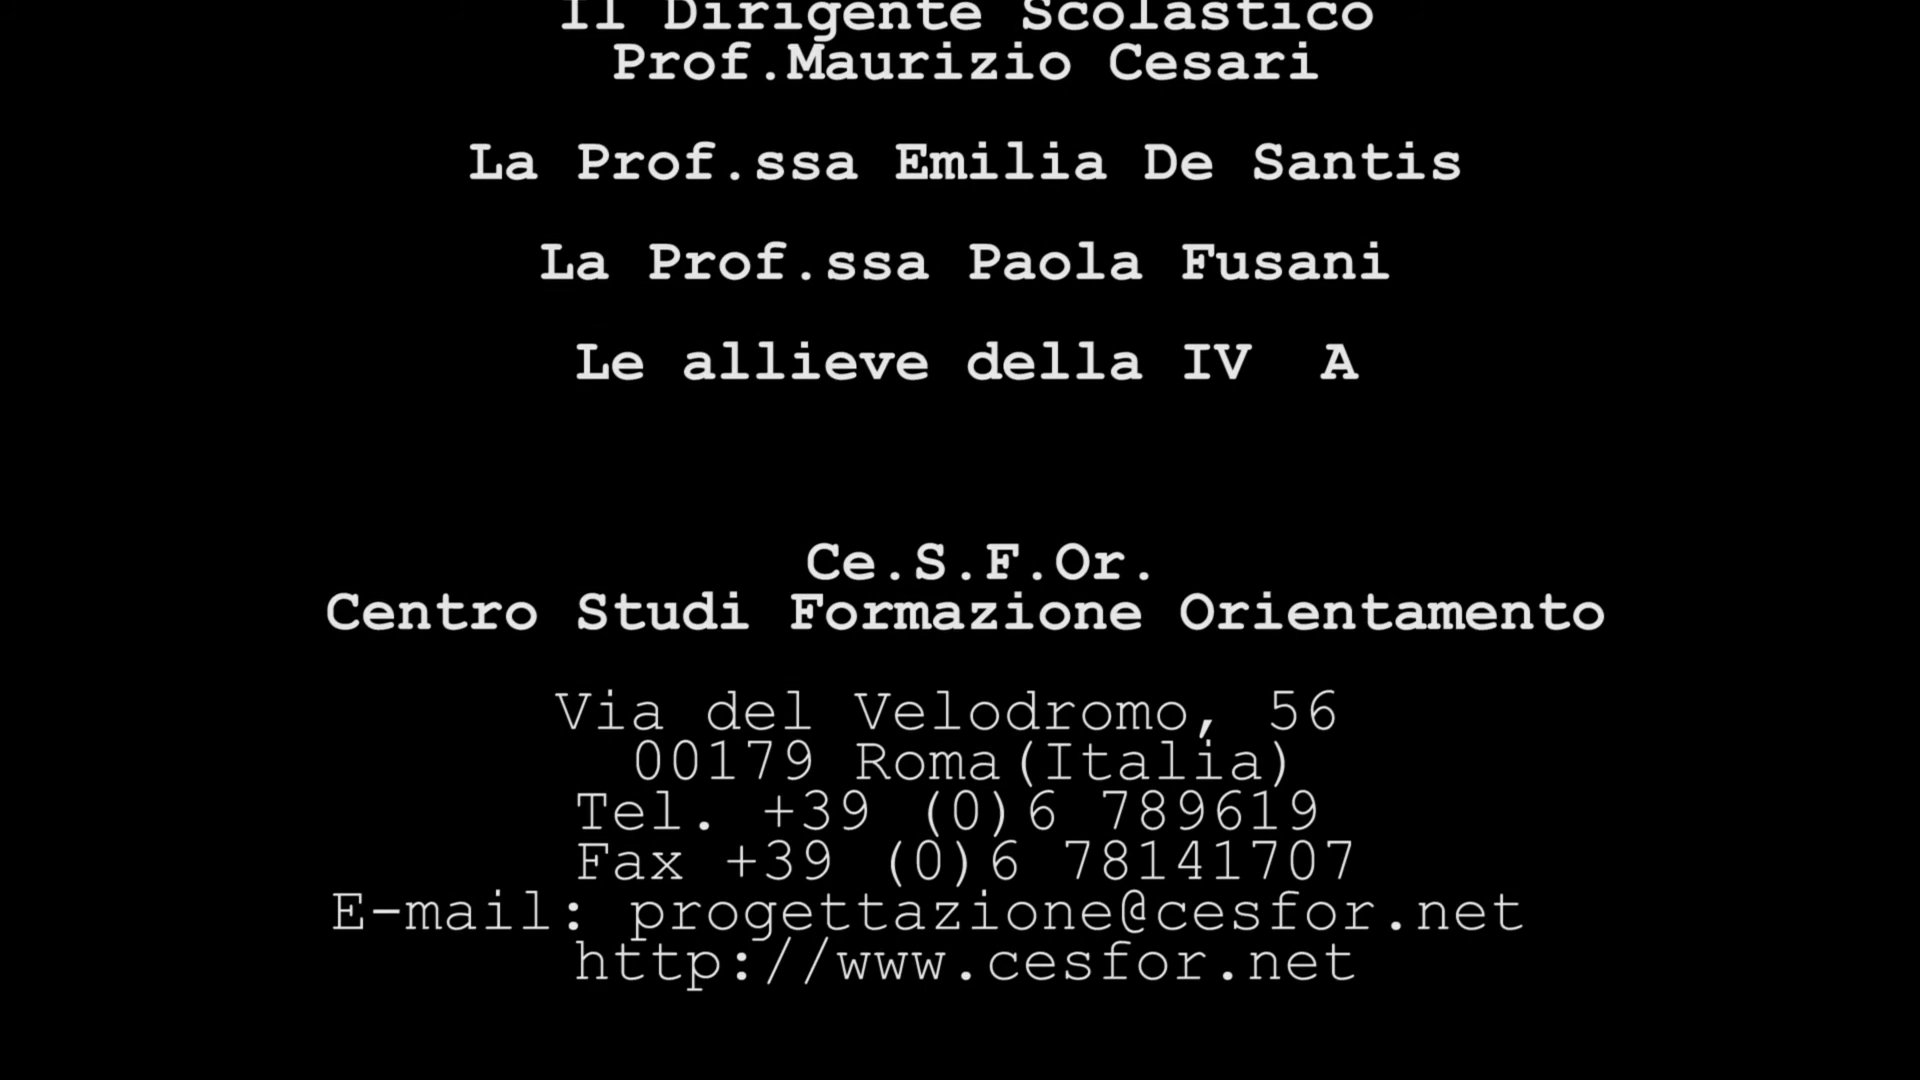 Il Dirigente Scolastico
Prof.Maurizio Cesari
La Prof.ssa Emilia De Santis
La Prof.ssa Paola Fusani
Le allieve della IV  A
Ce.S.F.Or.
Centro Studi Formazione Orientamento
Via del Velodromo, 56
00179 Roma(Italia)
Tel. +39 (0)6 789619
Fax +39 (0)6 78141707
E-mail: progettazione@cesfor.net
http://www.cesfor.net